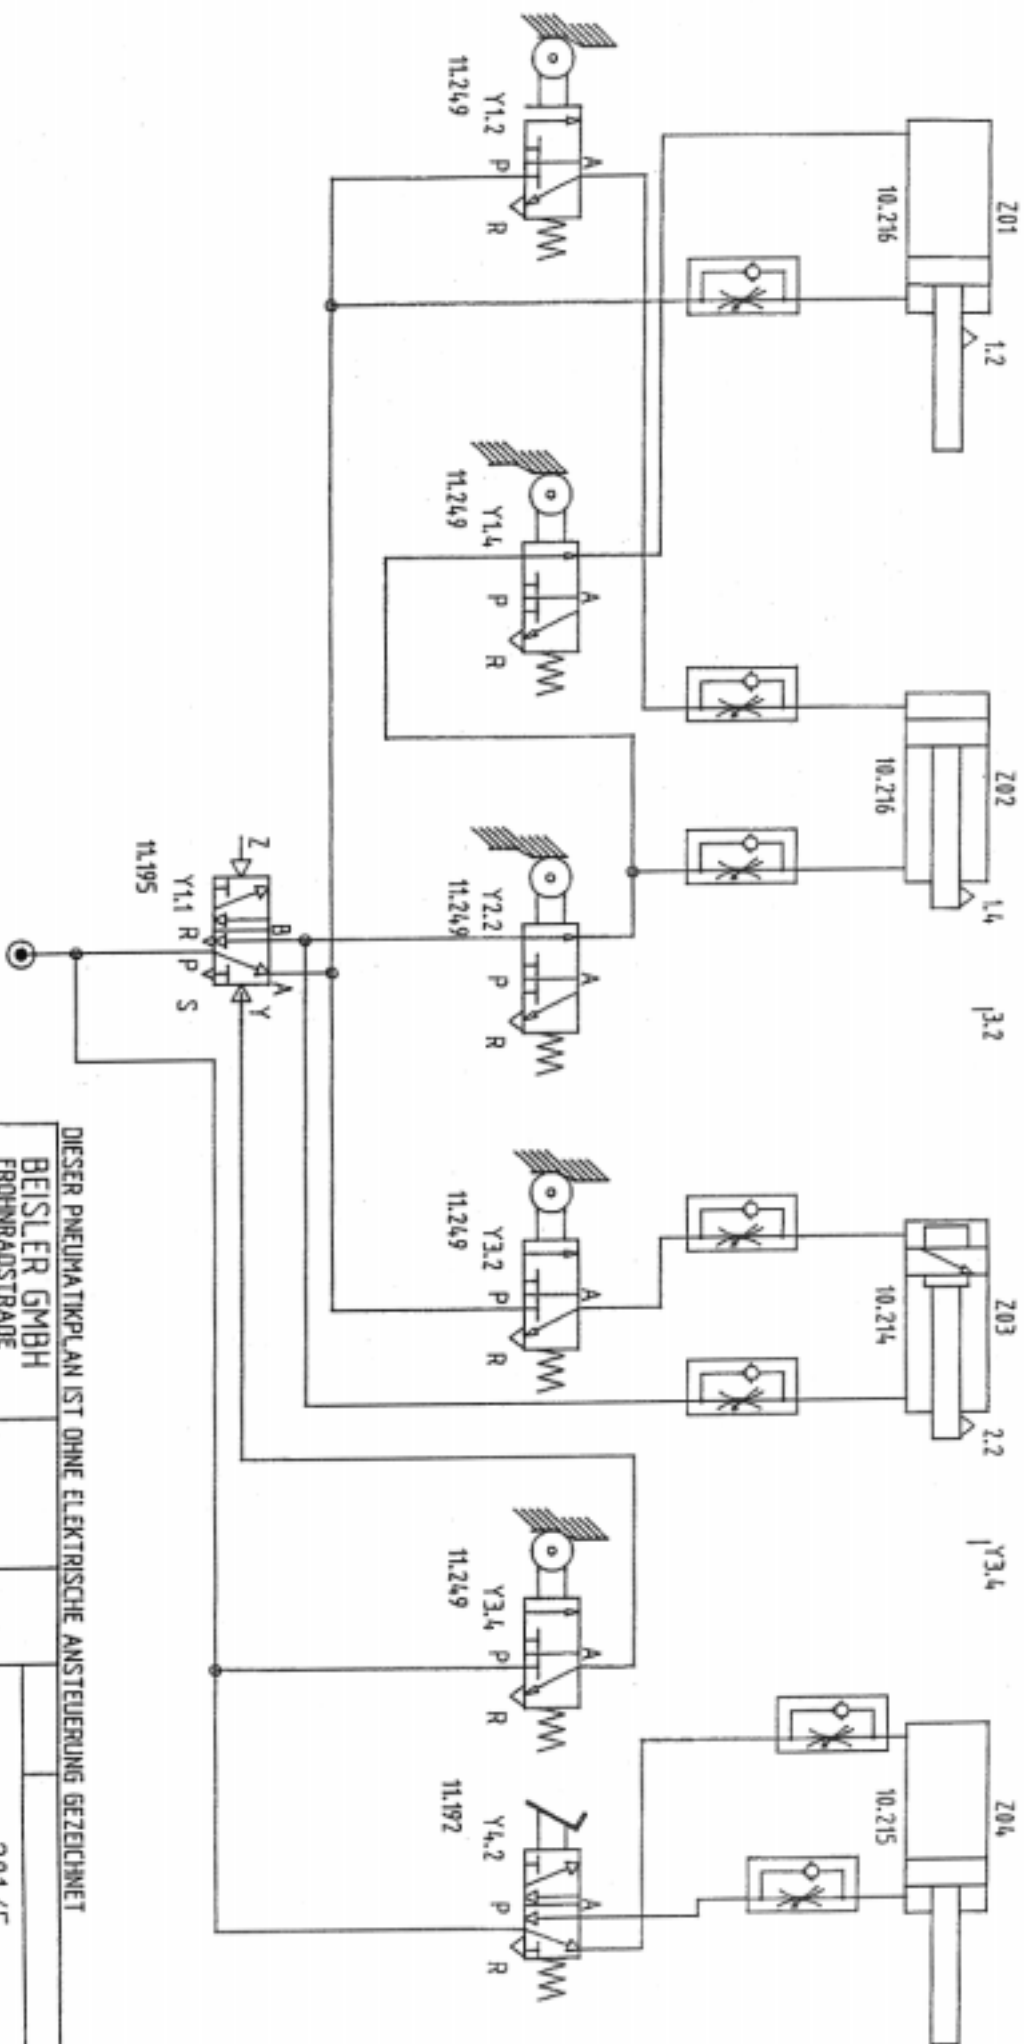 Z01
10.216
1.2
Z02
10.216
1.4
3.2
Z03
10.214
2.2
Y3.4
Z04
10.215
Y1.2
11.249
A
P
R
Y1.4
11.249
A
P
R
Y2.2
11.249
A
P
R
Y3.2
11.249
A
P
R
Y3.4
11.249
A
P
R
Y4.2
11.192
A
P
R
Z
B
A
Y
Y1.1
11.195
R
P
S
DIESER PNEUMATIKPLAN IST OHNE ELEKTRISCHE ANSTEUERUNG GEZEICHNET
BEISLER GMBH